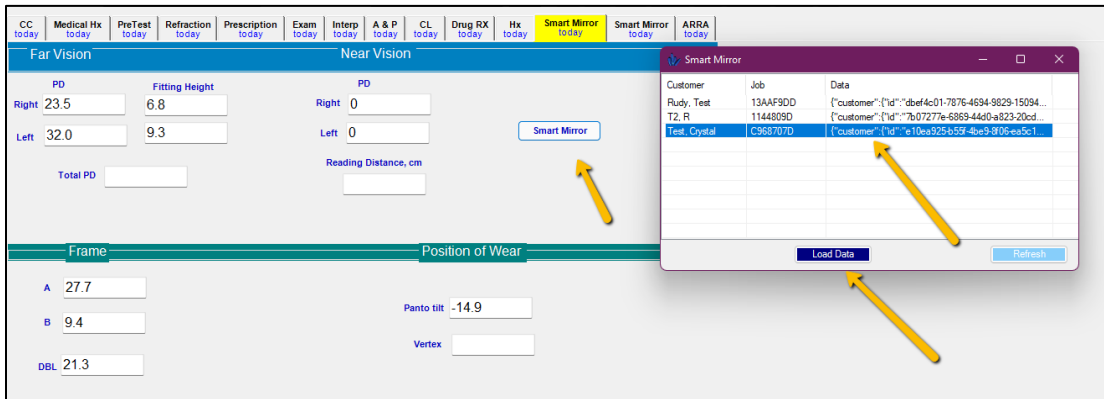 CC Medical Hx PreTest Refraction Prescription Exam Interp A & P CL Drug RX Hx Smart Mirror Smart Mirror ARRA
today today today today today today today today today today today today today today
Far Vision Near Vision
PD Fitting Height PD
Right 23.5 6.8 Right 0
Left 32.0 9.3 Left 0
Smart Mirror
Reading Distance, cm
Total PD
Frame Position of Wear
A 27.7
Panto tilt -14.9
B 9.4
Vertex
DBL 21.3
Smart Mirror
Customer Job Data
Rudy, Test 13AAF9DD {"customer":{"id":"dbef4c01-7876-4694-9829-15094...
T2, R 1144809D {"customer":{"id":"7b07277e-6869-44d0-a823-20cd...
Test, Crystal C968707D {"customer":{"id":"e10ea925-b55f-4be9-8f06-ea5c1...
Load Data Refresh